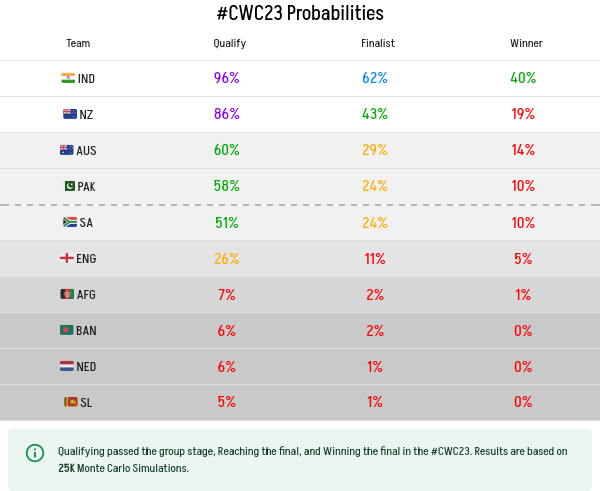 #CWC23 Probabilities
Team Qualify Finalist Winner
IND 96% 62% 40%
NZ 86% 43% 19%
AUS 60% 29% 14%
PAK 58% 24% 10%
SA 51% 24% 10%
ENG 26% 11% 5%
AFG 7% 2% 1%
BAN 6% 2% 0%
NED 6% 1% 0%
SL 5% 1% 0%
Qualifying passed the group stage, Reaching the final, and Winning the final in the #CWC23. Results are based on
25K Monte Carlo Simulations.